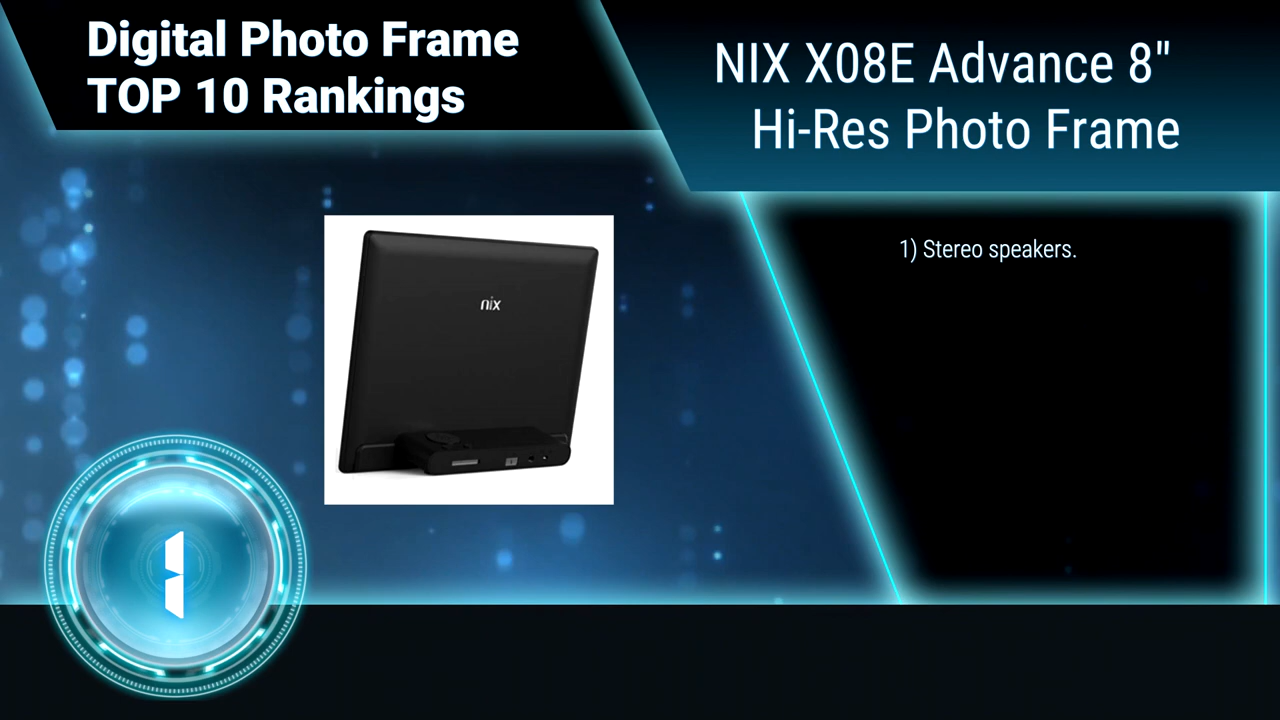 Digital Photo Frame
TOP 10 Rankings
NIX X08E Advance 8"
Hi-Res Photo Frame
1) Stereo speakers.
nix
1